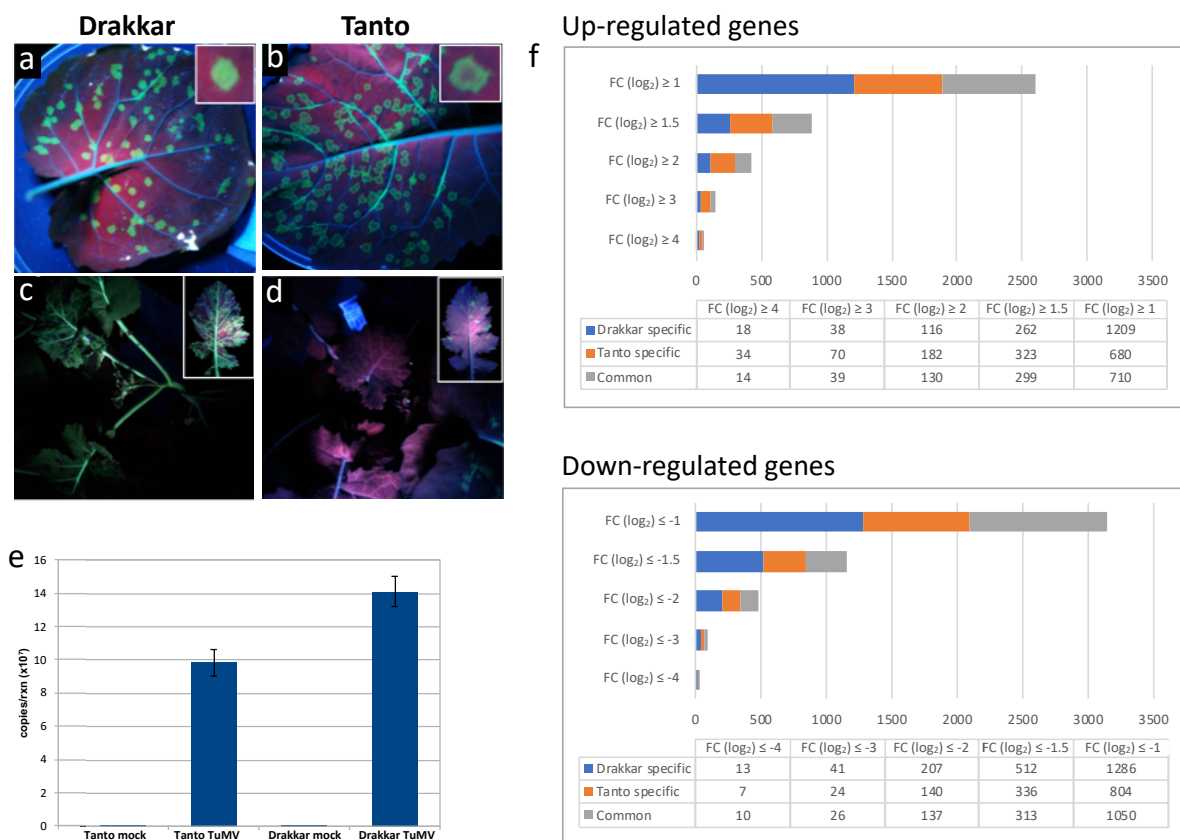 Drakkar
Tanto
a
b
c
d
e
16
14
12
10
8
6
4
2
0
copies/rxn (x10⁷)
Tanto mock
Tanto TuMV
Drakkar mock
Drakkar TuMV
f
Up-regulated genes
FC (log₂) ≥ 1
FC (log₂) ≥ 1.5
FC (log₂) ≥ 2
FC (log₂) ≥ 3
FC (log₂) ≥ 4
0 500 1000 1500 2000 2500 3000 3500
FC (log₂) ≥ 4 FC (log₂) ≥ 3 FC (log₂) ≥ 2 FC (log₂) ≥ 1.5 FC (log₂) ≥ 1
Drakkar specific 18 38 116 262 1209
Tanto specific 34 70 182 323 680
Common 14 39 130 299 710
Down-regulated genes
FC (log₂) ≤ -1
FC (log₂) ≤ -1.5
FC (log₂) ≤ -2
FC (log₂) ≤ -3
FC (log₂) ≤ -4
0 500 1000 1500 2000 2500 3000 3500
FC (log₂) ≤ -4 FC (log₂) ≤ -3 FC (log₂) ≤ -2 FC (log₂) ≤ -1.5 FC (log₂) ≤ -1
Drakkar specific 13 41 207 512 1286
Tanto specific 7 24 140 336 804
Common 10 26 137 313 1050